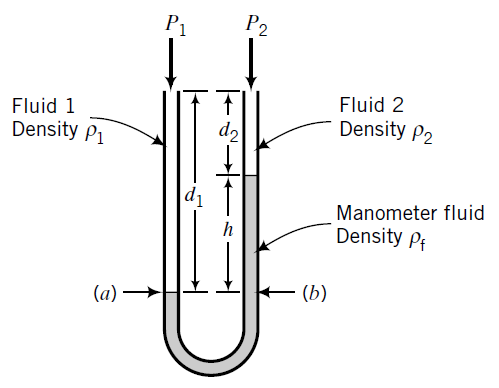 P₁
P₂
Fluid 1
Density ρ₁
Fluid 2
Density ρ₂
d₂
d₁
h
Manometer fluid
Density ρf
(a)
(b)